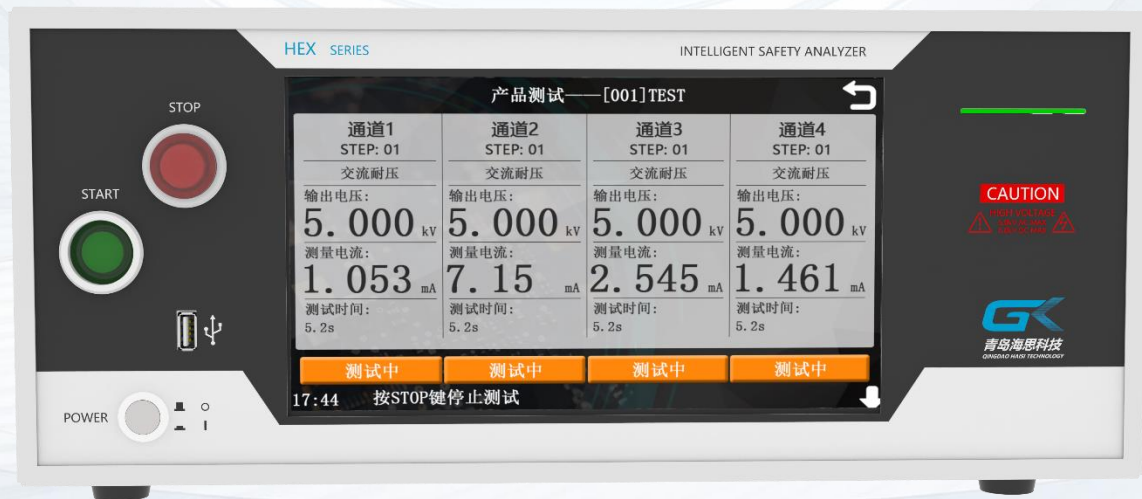 HEX SERIES
INTELLIGENT SAFETY ANALYZER
STOP
START
POWER
产品测试——[001]TEST
通道1
STEP: 01
交流耐压
输出电压:
5.000 kV
测量电流:
1.053 mA
测试时间:
5.2s
测试中
通道2
STEP: 01
交流耐压
输出电压:
5.000 kV
测量电流:
7.15 mA
测试时间:
5.2s
测试中
通道3
STEP: 01
交流耐压
输出电压:
5.000 kV
测量电流:
2.545 mA
测试时间:
5.2s
测试中
通道4
STEP: 01
交流耐压
输出电压:
5.000 kV
测量电流:
1.461 mA
测试时间:
5.2s
测试中
17:44 按STOP键停止测试
CAUTION
HIGH VOLTAGE
青岛海思科技
QINGDAO HAISI TECHNOLOGY